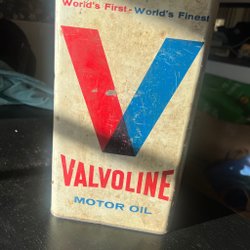 World's First - World's Finest
VALVOLINE
MOTOR OIL